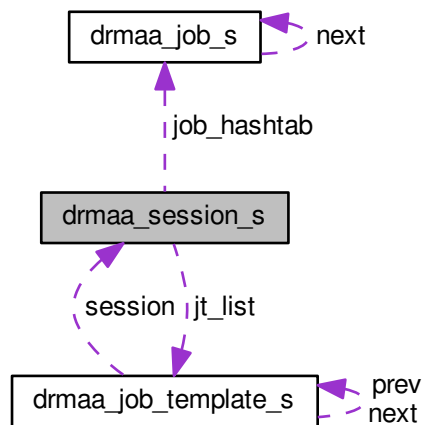 drmaa_job_s
next
job_hashtab
drmaa_session_s
session
jt_list
drmaa_job_template_s
prev
next